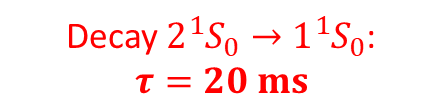 Decay 2¹S₀ → 1¹S₀:
τ = 20 ms